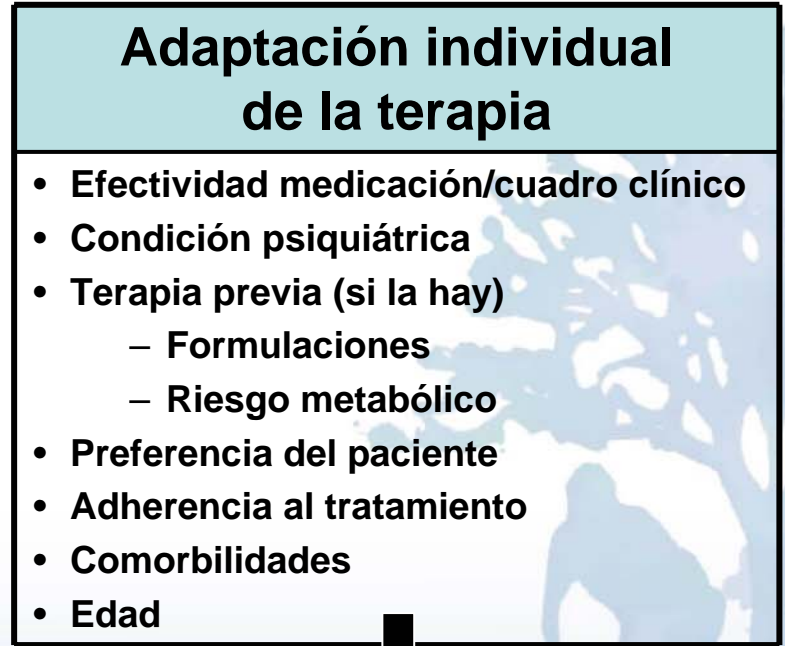 Adaptación individual
de la terapia
• Efectividad medicación/cuadro clínico
• Condición psiquiátrica
• Terapia previa (si la hay)
– Formulaciones
– Riesgo metabólico
• Preferencia del paciente
• Adherencia al tratamiento
• Comorbilidades
• Edad